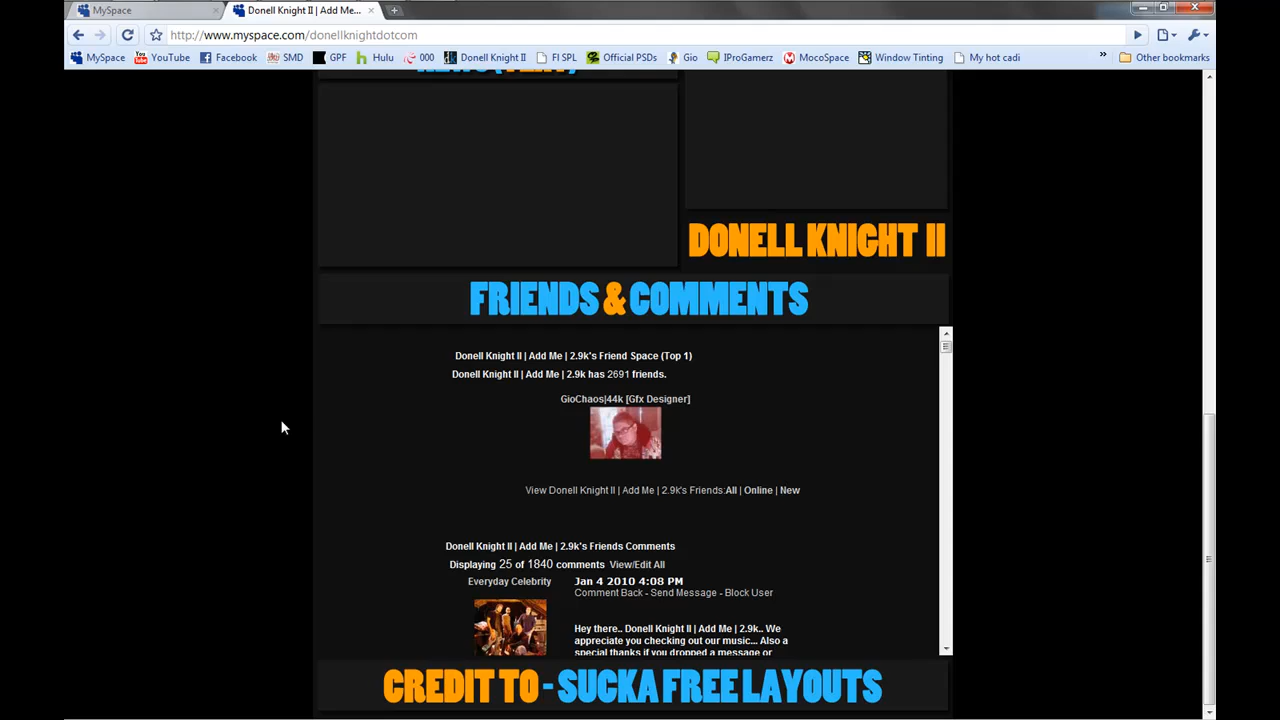 MySpace
Donell Knight II | Add Me...
http://www.myspace.com/donellknightdotcom
MySpace YouTube Facebook SMD GPF Hulu 000 Donell Knight II FI SPL Official PSDs Gio IProGamerz MocoSpace Window Tinting My hot cadi » Other bookmarks
DONELL KNIGHT II
FRIENDS & COMMENTS
Donell Knight II | Add Me | 2.9k's Friend Space (Top 1)
Donell Knight II | Add Me | 2.9k has 2691 friends.
GioChaos|44k [Gfx Designer]
View Donell Knight II | Add Me | 2.9k's Friends:All | Online | New
Donell Knight II | Add Me | 2.9k's Friends Comments
Displaying 25 of 1840 comments View/Edit All
Everyday Celebrity
Jan 4 2010 4:08 PM
Comment Back - Send Message - Block User
Hey there.. Donell Knight II | Add Me | 2.9k.. We
appreciate you checking out our music... Also a
special thanks if you dropped a message or
CREDIT TO - SUCKA FREE LAYOUTS